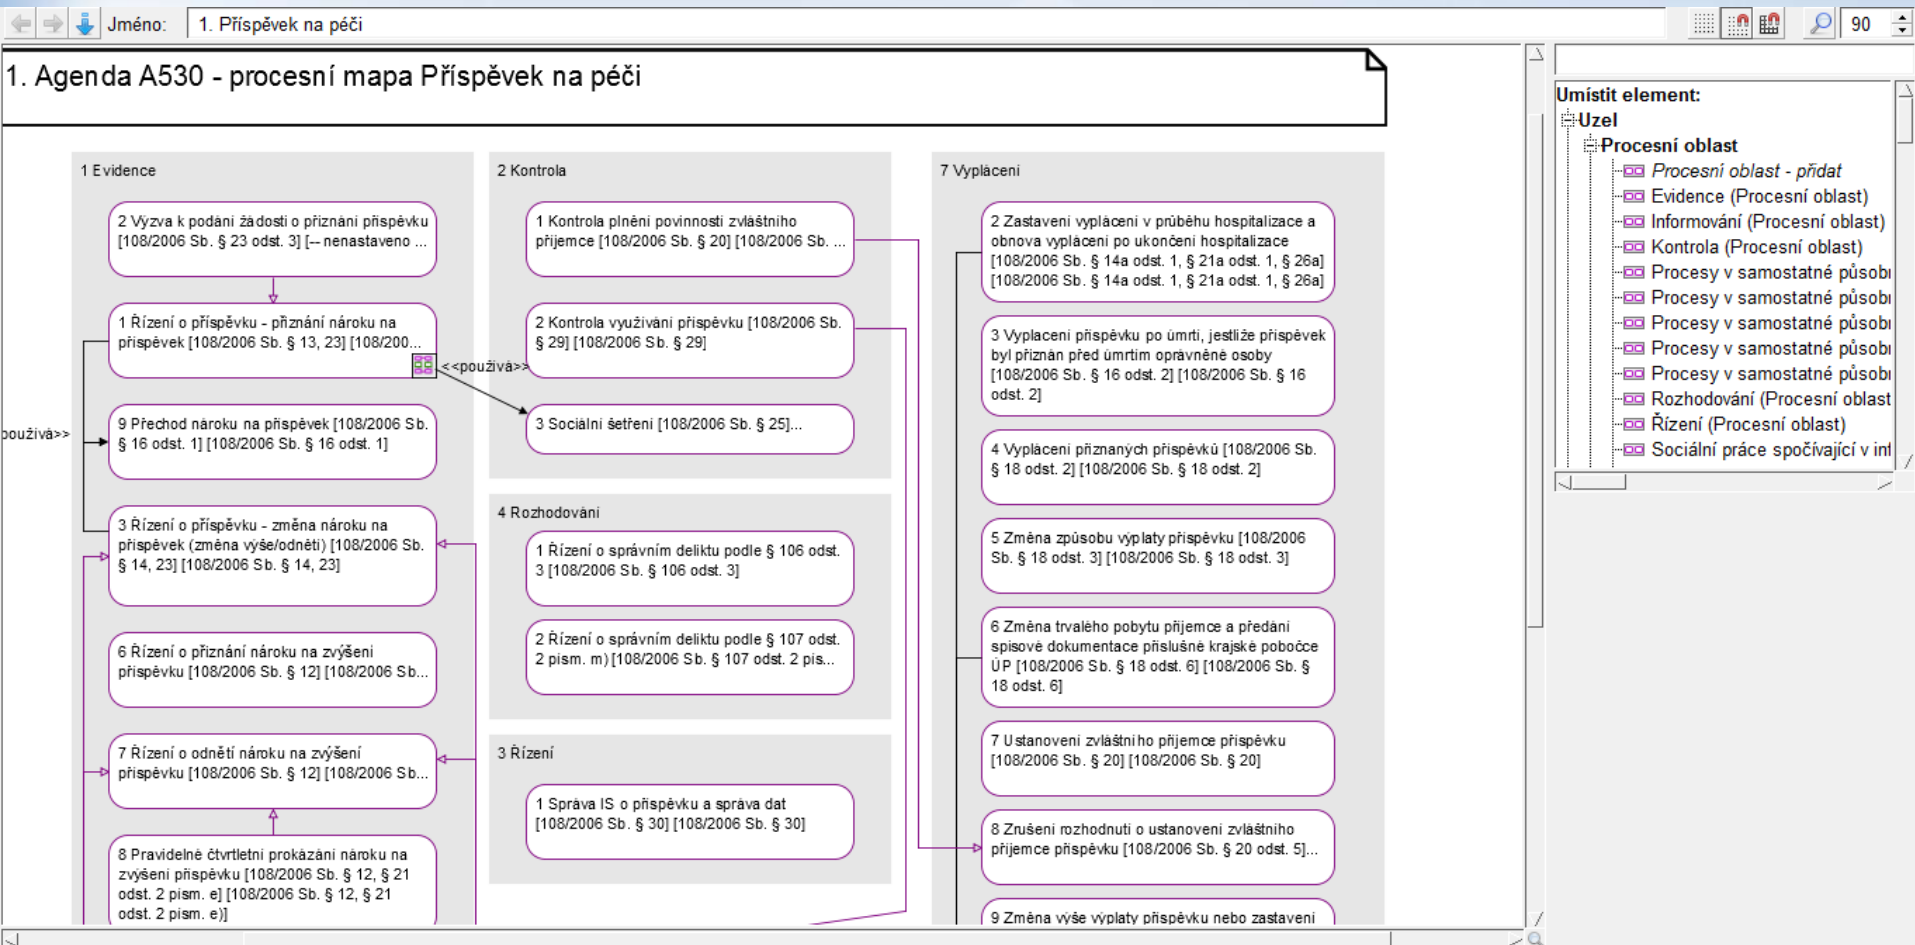 Jméno: 1. Příspěvek na péči
90
1. Agenda A530 - procesní mapa Příspěvek na péči
1 Evidence
2 Výzva k podání žádosti o přiznání příspěvku
[108/2006 Sb. § 23 odst. 3] [-- nenastaveno ...
1 Řízení o příspěvku - přiznání nároku na
příspěvek [108/2006 Sb. § 13, 23] [108/200...
<<používá>>
používá>>
9 Přechod nároku na příspěvek [108/2006 Sb.
§ 16 odst. 1] [108/2006 Sb. § 16 odst. 1]
3 Řízení o příspěvku - změna nároku na
příspěvek (změna výše/odnětí) [108/2006 Sb.
§ 14, 23] [108/2006 Sb. § 14, 23]
6 Řízení o přiznání nároku na zvýšení
příspěvku [108/2006 Sb. § 12] [108/2006 Sb...
7 Řízení o odnětí nároku na zvýšení
příspěvku [108/2006 Sb. § 12] [108/2006 Sb...
8 Pravidelné čtvrtletní prokázání nároku na
zvýšení příspěvku [108/2006 Sb. § 12, § 21
odst. 2 písm. e] [108/2006 Sb. § 12, § 21
odst. 2 písm. e)]
2 Kontrola
1 Kontrola plnění povinností zvláštního
příjemce [108/2006 Sb. § 20] [108/2006 Sb. ...
2 Kontrola využívání příspěvku [108/2006 Sb.
§ 29] [108/2006 Sb. § 29]
3 Sociální šetření [108/2006 Sb. § 25]...
4 Rozhodování
1 Řízení o správním deliktu podle § 106 odst.
3 [108/2006 Sb. § 106 odst. 3]
2 Řízení o správním deliktu podle § 107 odst.
2 písm. m) [108/2006 Sb. § 107 odst. 2 pís...
3 Řízení
1 Správa IS o příspěvku a správa dat
[108/2006 Sb. § 30] [108/2006 Sb. § 30]
7 Vyplácení
2 Zastavení vyplácení v průběhu hospitalizace a
obnova vyplácení po ukončení hospitalizace
[108/2006 Sb. § 14a odst. 1, § 21a odst. 1, § 26a]
[108/2006 Sb. § 14a odst. 1, § 21a odst. 1, § 26a]
3 Vyplacení příspěvku po úmrtí, jestliže příspěvek
byl přiznán před úmrtím oprávněné osoby
[108/2006 Sb. § 16 odst. 2] [108/2006 Sb. § 16
odst. 2]
4 Vyplácení přiznaných příspěvků [108/2006 Sb.
§ 18 odst. 2] [108/2006 Sb. § 18 odst. 2]
5 Změna způsobu výplaty příspěvku [108/2006
Sb. § 18 odst. 3] [108/2006 Sb. § 18 odst. 3]
6 Změna trvalého pobytu příjemce a předání
spisové dokumentace příslušné krajské pobočce
ÚP [108/2006 Sb. § 18 odst. 6] [108/2006 Sb. §
18 odst. 6]
7 Ustanovení zvláštního příjemce příspěvku
[108/2006 Sb. § 20] [108/2006 Sb. § 20]
8 Zrušení rozhodnutí o ustanovení zvláštního
příjemce příspěvku [108/2006 Sb. § 20 odst. 5]...
9 Změna výše výplaty příspěvku nebo zastavení
Umístit element:
Uzel
Procesní oblast
Procesní oblast - přidat
Evidence (Procesní oblast)
Informování (Procesní oblast)
Kontrola (Procesní oblast)
Procesy v samostatné působ
Procesy v samostatné působ
Procesy v samostatné působ
Procesy v samostatné působ
Procesy v samostatné působ
Rozhodování (Procesní oblast
Řízení (Procesní oblast)
Sociální práce spočívající v inf